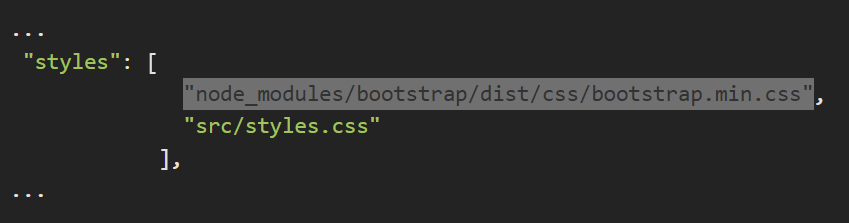 ...
"styles": [
"node_modules/bootstrap/dist/css/bootstrap.min.css",
"src/styles.css"
],
...